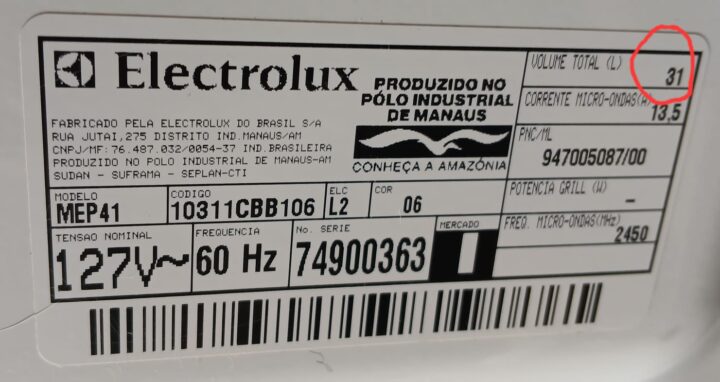 Electrolux
PRODUZIDO NO
PÓLO INDUSTRIAL
DE MANAUS
CONHEÇA A AMAZÔNIA
FABRICADO PELA ELECTROLUX DO BRASIL S/A
RUA JUTAI,275 DISTRITO IND.MANAUS/AM
CNPJ/MF:76.487.032/0054-37 IND.BRASILEIRA
PRODUZIDO NO POLO INDUSTRIAL DE MANAUS-AM
SUDAN - SUFRAMA - SEPLAN-CTI
VOLUME TOTAL (L)
31
CORRENTE MICRO-ONDAS(A)
13,5
PNC/ML
947005087/00
POTENCIA GRILL (W)
-
FREQ. MICRO-ONDAS(MHz)
2450
MODELO
MEP41
CODIGO
10311CBB106
ELC
L2
COR
06
TENSAO NOMINAL
127V~
FREQUENCIA
60 Hz
No. SERIE
74900363
MERCADO
I